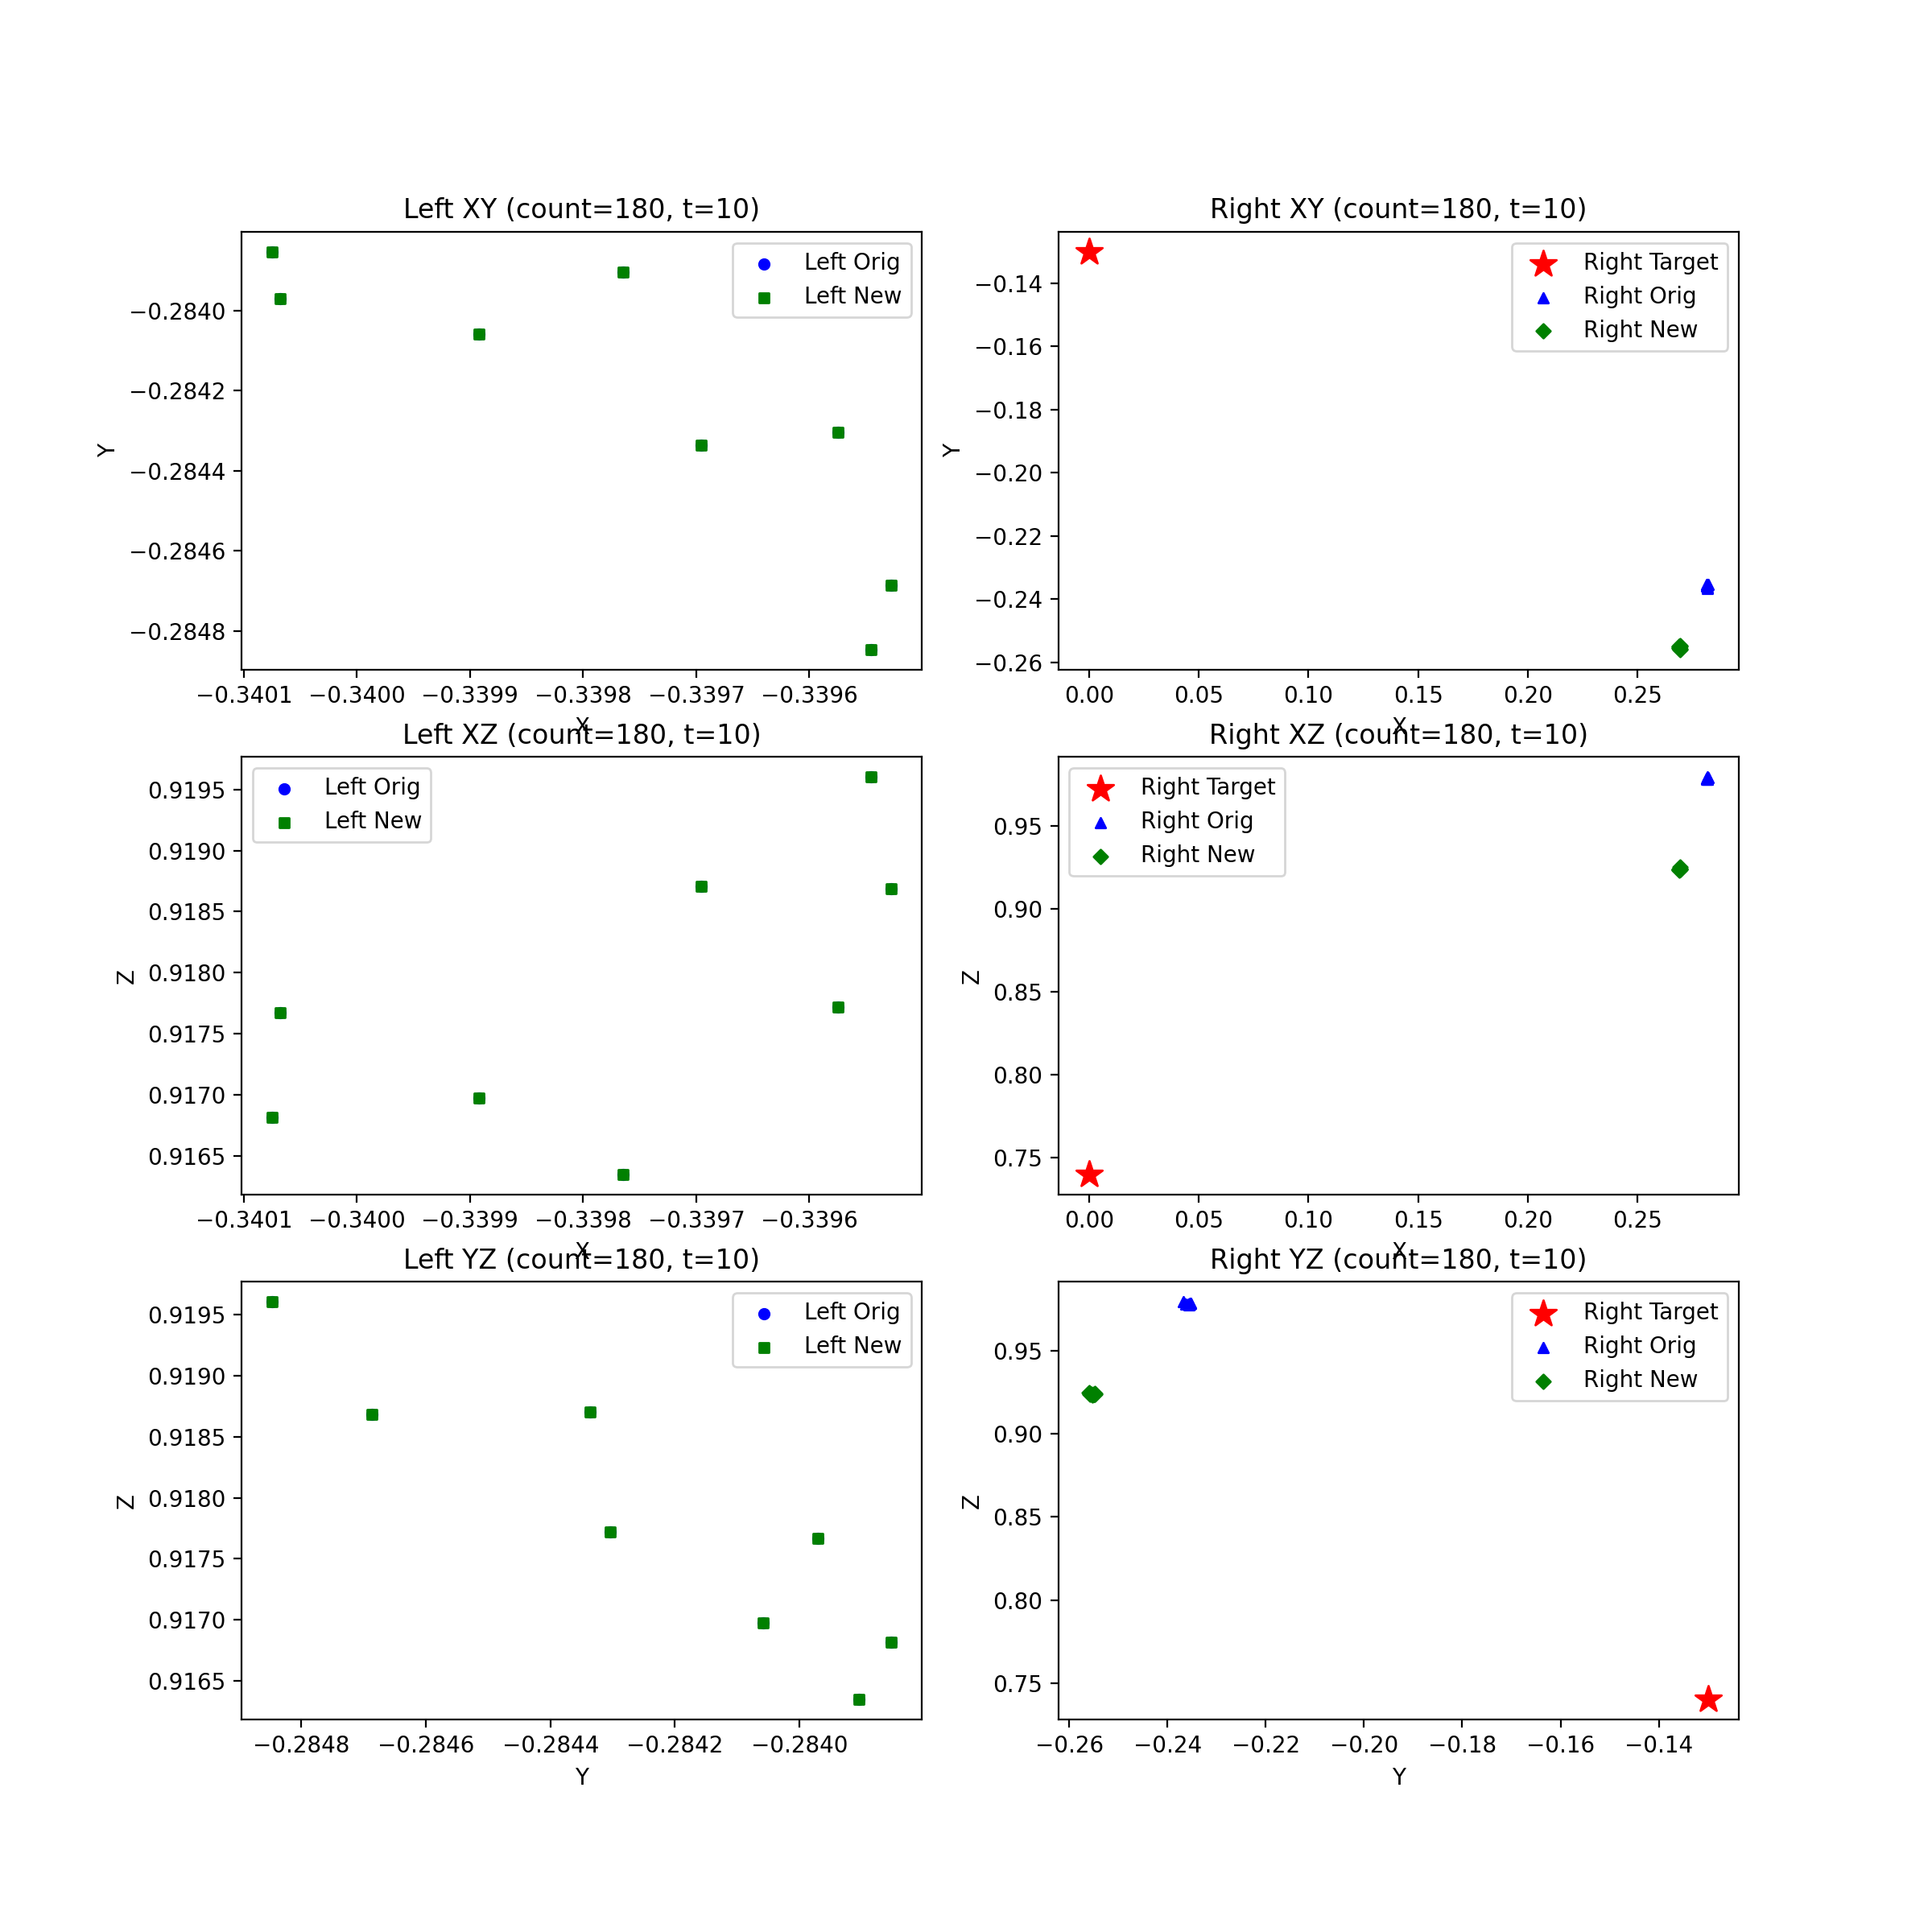 Left XY (count=180, t=10)
Right XY (count=180, t=10)
Left Orig
Left New
Right Target
Right Orig
Right New
Y
−0.2840
−0.2842
−0.2844
−0.2846
−0.2848
Y
−0.14
−0.16
−0.18
−0.20
−0.22
−0.24
−0.26
−0.3401 −0.3400 −0.3399 −0.3398 −0.3397 −0.3396
X
0.00 0.05 0.10 0.15 0.20 0.25
X
Left XZ (count=180, t=10)
Right XZ (count=180, t=10)
Left Orig
Left New
Right Target
Right Orig
Right New
Z
0.9195
0.9190
0.9185
0.9180
0.9175
0.9170
0.9165
Z
0.95
0.90
0.85
0.80
0.75
−0.3401 −0.3400 −0.3399 −0.3398 −0.3397 −0.3396
X
0.00 0.05 0.10 0.15 0.20 0.25
X
Left YZ (count=180, t=10)
Right YZ (count=180, t=10)
Left Orig
Left New
Right Target
Right Orig
Right New
Z
0.9195
0.9190
0.9185
0.9180
0.9175
0.9170
0.9165
Z
0.95
0.90
0.85
0.80
0.75
−0.2848 −0.2846 −0.2844 −0.2842 −0.2840
Y
−0.26 −0.24 −0.22 −0.20 −0.18 −0.16 −0.14
Y